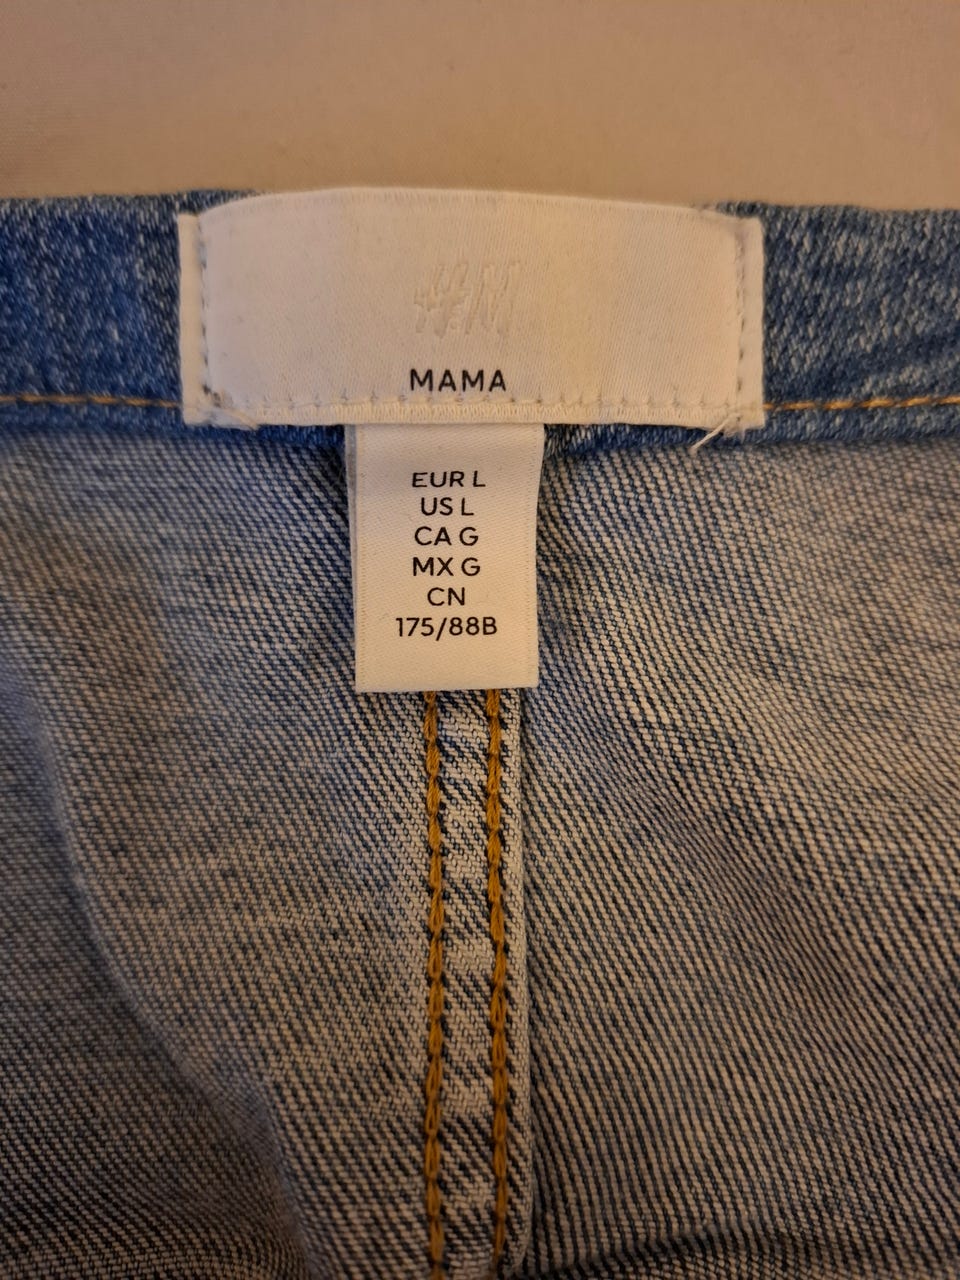 H&M
MAMA
EUR L
US L
CA G
MX G
CN
175/88B